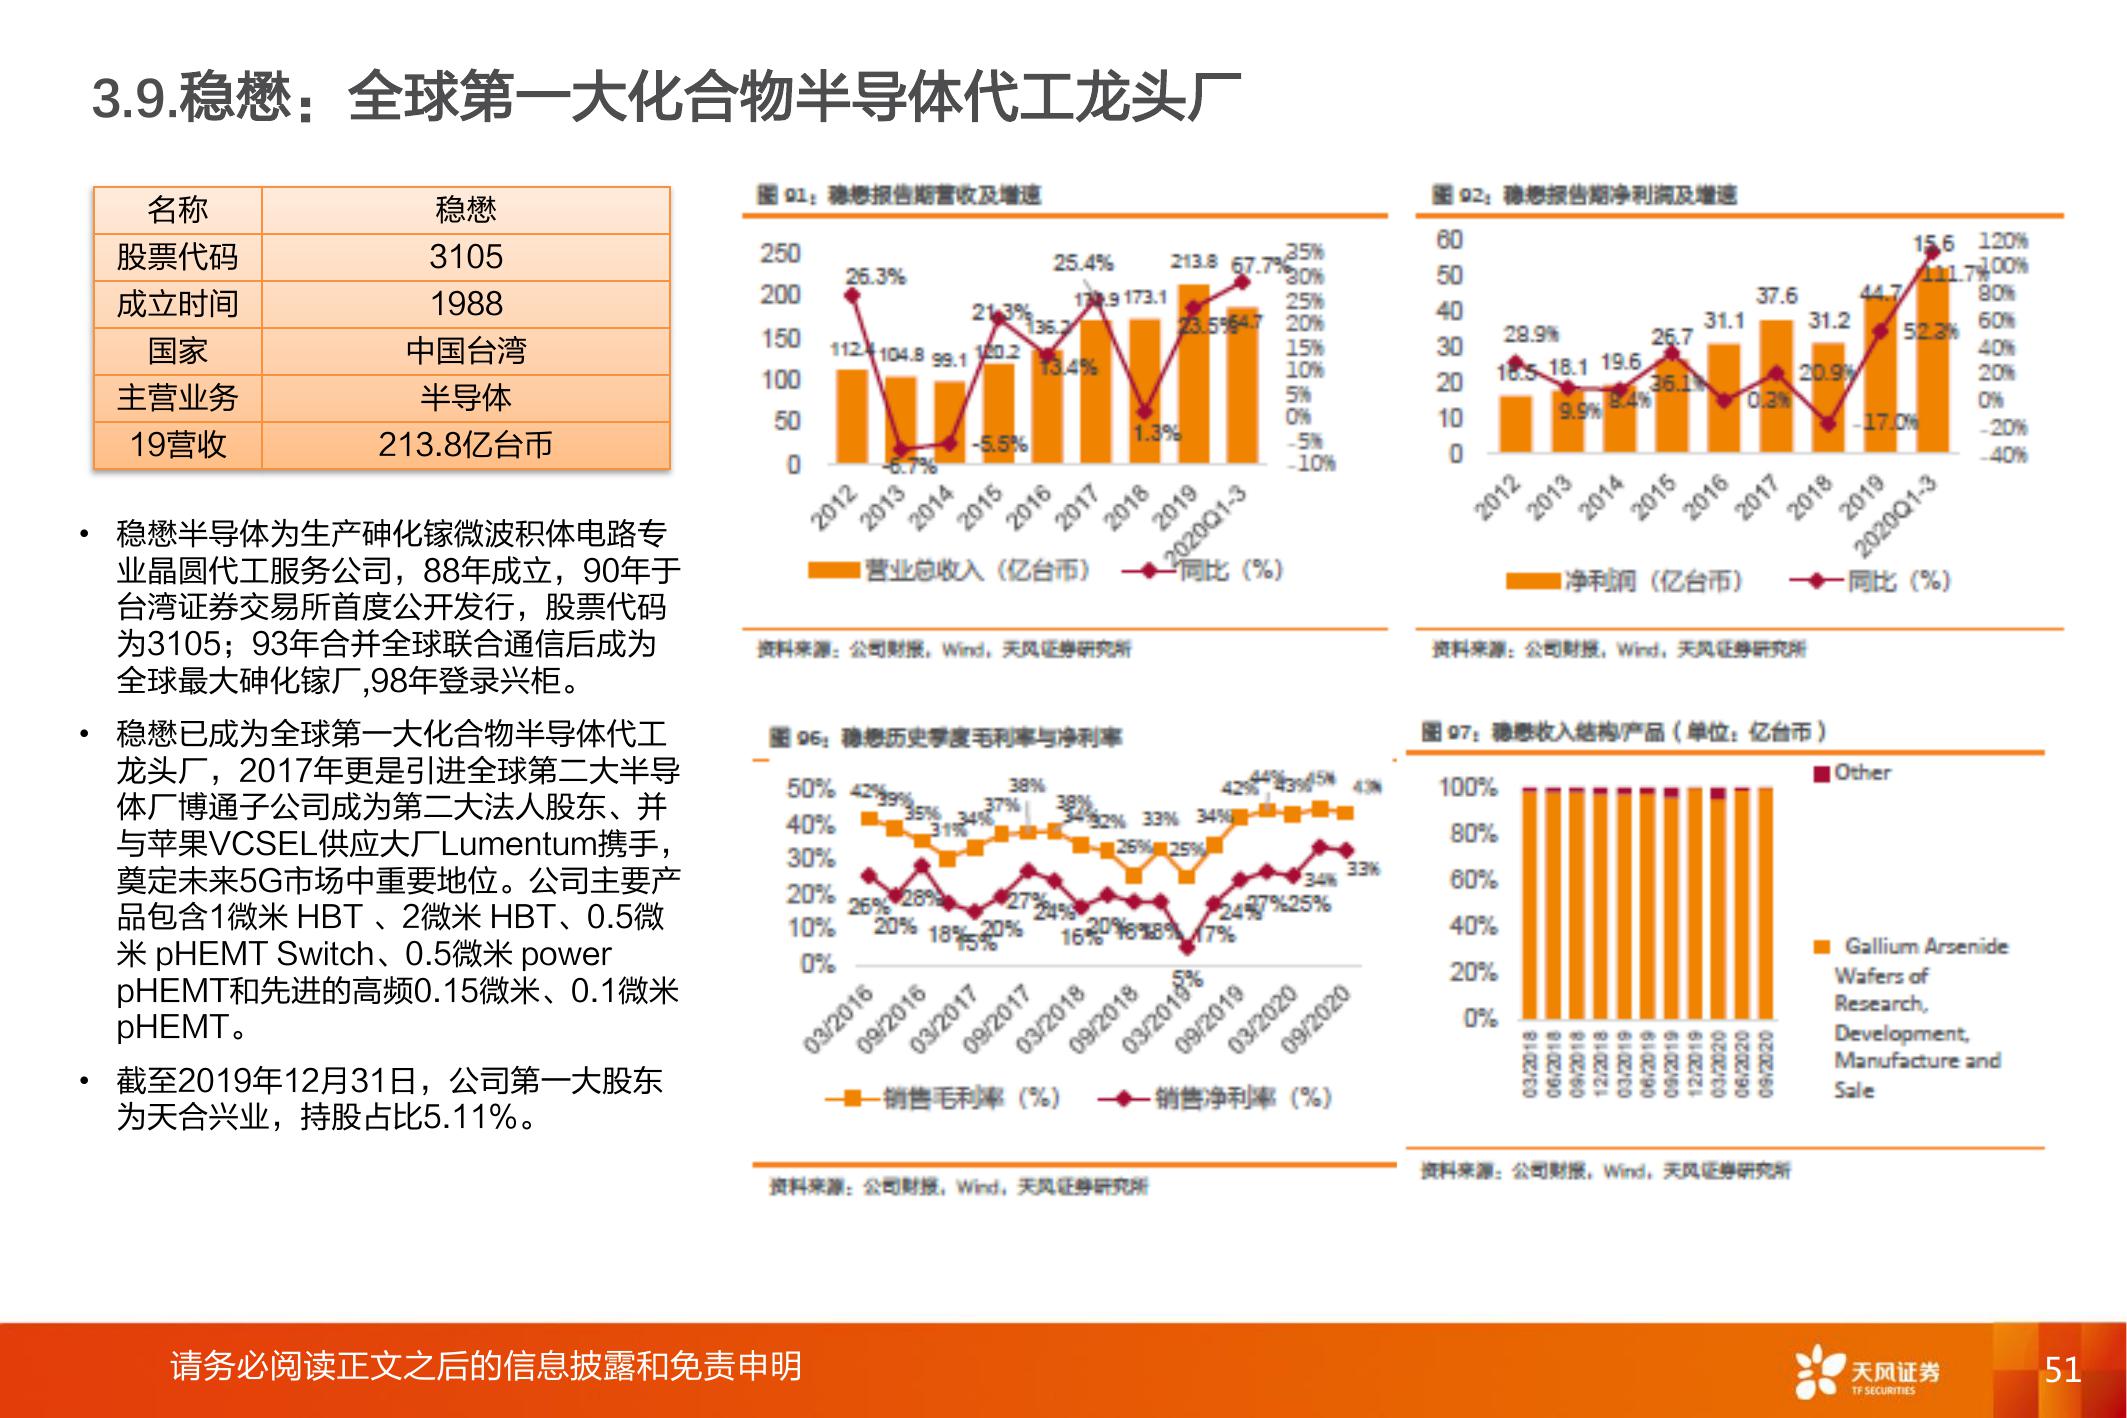 3.9.稳懋：全球第一大化合物半导体代工龙头厂
名称 稳懋
股票代码 3105
成立时间 1988
国家 中国台湾
主营业务 半导体
19营收 213.8亿台币
• 稳懋半导体为生产砷化镓微波积体电路专
业晶圆代工服务公司，88年成立，90年于
台湾证券交易所首度公开发行，股票代码
为3105；93年合并全球联合通信后成为
全球最大砷化镓厂,98年登录兴柜。
• 稳懋已成为全球第一大化合物半导体代工
龙头厂，2017年更是引进全球第二大半导
体厂博通子公司成为第二大法人股东、并
与苹果VCSEL供应大厂Lumentum携手，
奠定未来5G市场中重要地位。公司主要产
品包含1微米 HBT 、2微米 HBT、0.5微
米 pHEMT Switch、0.5微米 power
pHEMT和先进的高频0.15微米、0.1微米
pHEMT。
• 截至2019年12月31日，公司第一大股东
为天合兴业，持股占比5.11%。
图 91：稳懋报告期营收及增速
250
200
150
100
50
0
35%
30%
25%
20%
15%
10%
5%
0%
-5%
-10%
26.3%
-6.7%
-5.5%
21.3%
13.4%
25.4%
1.3%
23.5%
67.7%
112.4
104.8
99.1
120.2
136.2
173.1
213.8
2012 2013 2014 2015 2016 2017 2018 2019 2020Q1-3
营业总收入（亿台币） 同比（%）
资料来源：公司财报，Wind，天风证券研究所
图 92：稳懋报告期净利润及增速
60
50
40
30
20
10
0
120%
100%
80%
60%
40%
20%
0%
-20%
-40%
28.9%
9.9%
8.4%
36.1%
0.3%
20.9%
-17.0%
52.3%
111.7%
18.1
19.6
26.7
31.1
37.6
31.2
44.7
15.6
2012 2013 2014 2015 2016 2017 2018 2019 2020Q1-3
净利润（亿台币） 同比（%）
资料来源：公司财报，Wind，天风证券研究所
图 96：稳懋历史季度毛利率与净利率
50%
40%
30%
20%
10%
0%
42% 39% 35% 31% 34% 37% 38% 38% 34% 32% 26% 33% 25% 34% 42% 44% 43% 45% 43%
26% 20% 28% 18% 15% 20% 27% 24% 16% 20% 18% 18% 5% 17% 24% 27% 25% 34% 33%
03/2016 09/2016 03/2017 09/2017 03/2018 09/2018 03/2019 09/2019 03/2020 09/2020
销售毛利率（%） 销售净利率（%）
资料来源：公司财报，Wind，天风证券研究所
图 97：稳懋收入结构/产品（单位：亿台币）
100%
80%
60%
40%
20%
0%
03/2018 06/2018 09/2018 12/2018 03/2019 06/2019 09/2019 12/2019 03/2020 06/2020 09/2020
Other
Gallium Arsenide
Wafers of
Research,
Development,
Manufacture and
Sale
资料来源：公司财报，Wind，天风证券研究所
请务必阅读正文之后的信息披露和免责申明
天风证券
TF SECURITIES
51